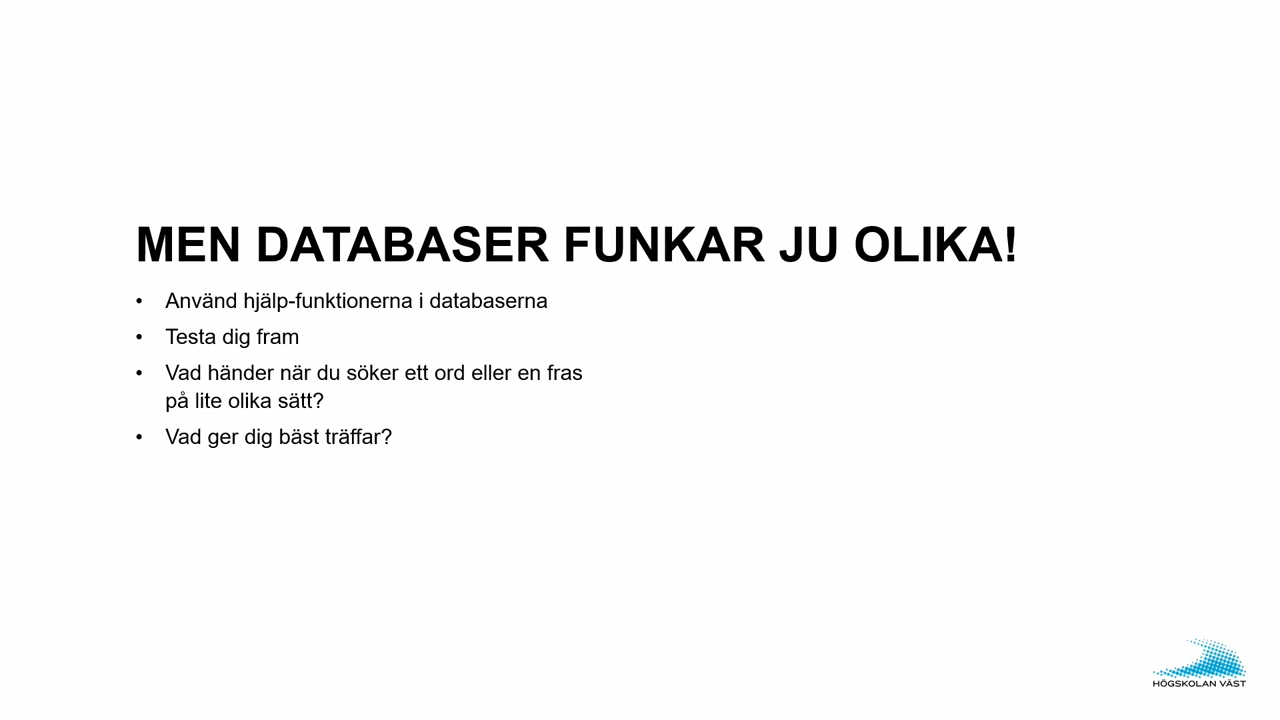 MEN DATABASER FUNKAR JU OLIKA!
• Använd hjälp-funktionerna i databaserna
• Testa dig fram
• Vad händer när du söker ett ord eller en fras
på lite olika sätt?
• Vad ger dig bäst träffar?
HÖGSKOLAN VÄST